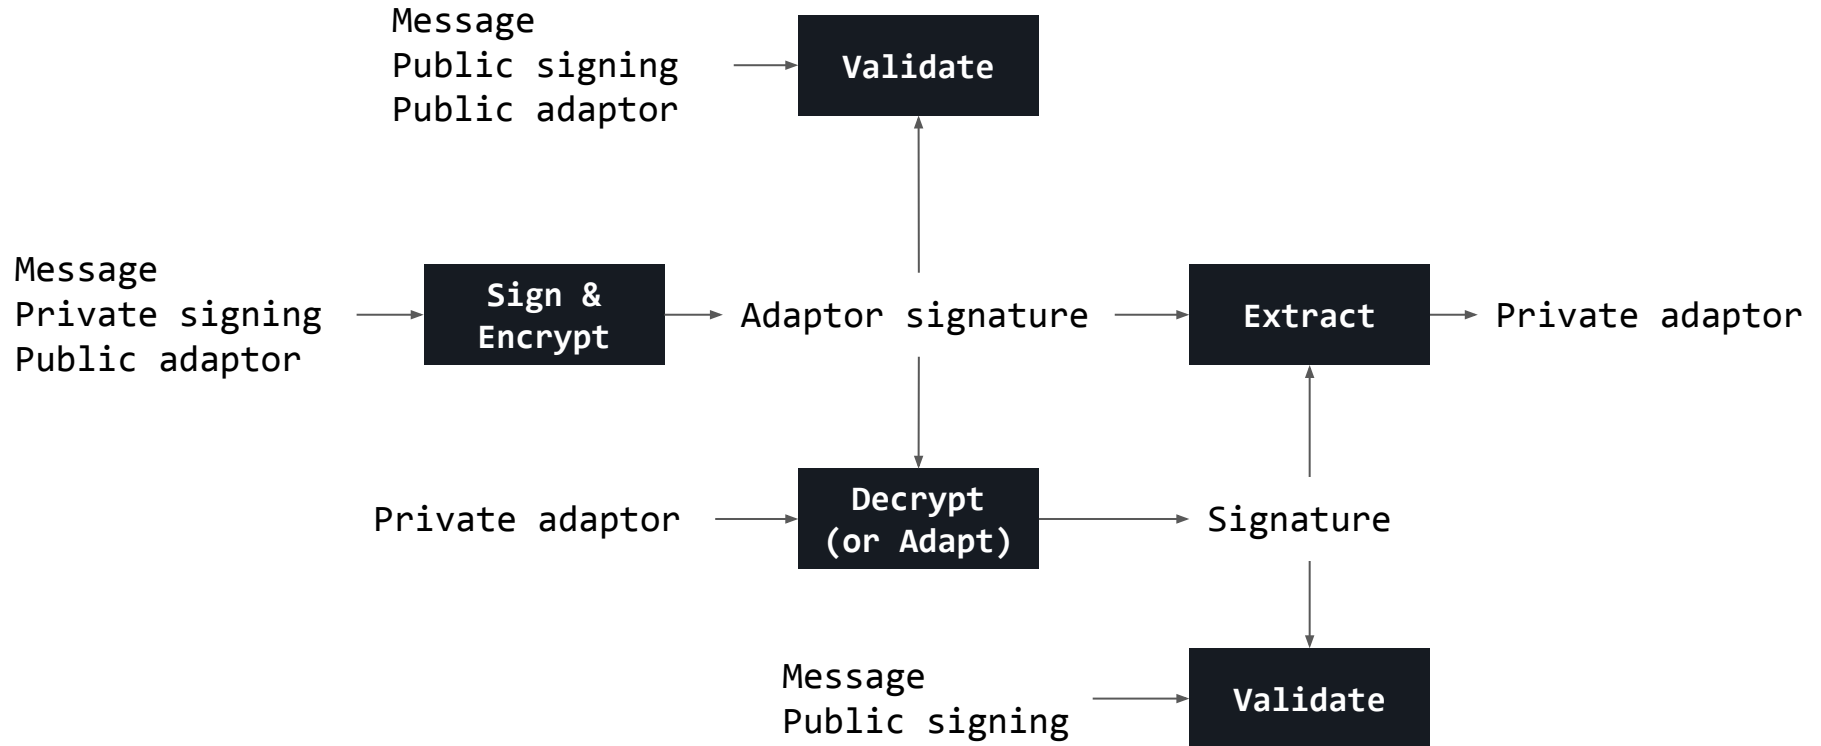 Message
Public signing
Public adaptor
Validate
Message
Private signing
Public adaptor
Sign &
Encrypt
Adaptor signature
Extract
Private adaptor
Private adaptor
Decrypt
(or Adapt)
Signature
Message
Public signing
Validate